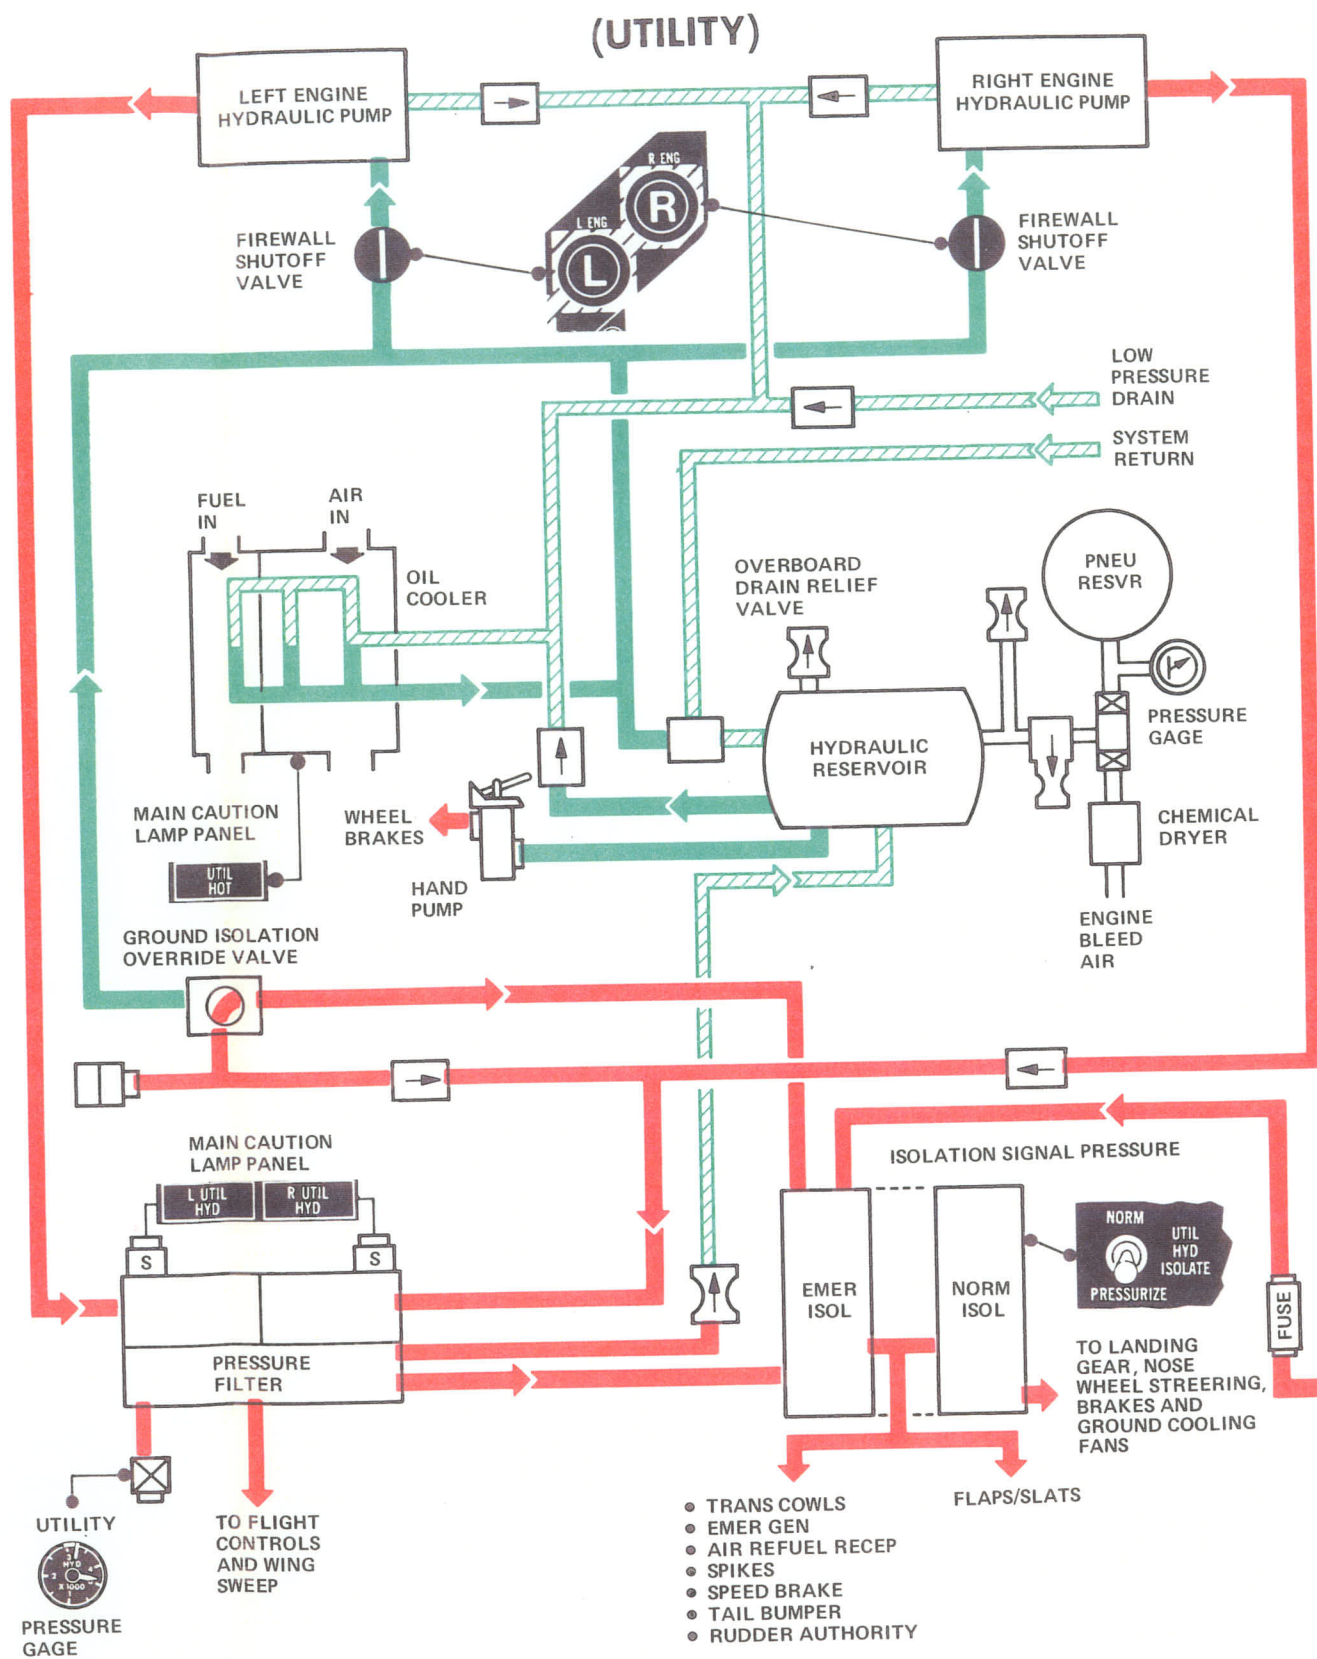 (UTILITY)
LEFT ENGINE
HYDRAULIC PUMP
RIGHT ENGINE
HYDRAULIC PUMP
R ENG
R
L ENG
L
FIREWALL
SHUTOFF
VALVE
FIREWALL
SHUTOFF
VALVE
LOW
PRESSURE
DRAIN
SYSTEM
RETURN
FUEL
IN
AIR
IN
OIL
COOLER
OVERBOARD
DRAIN RELIEF
VALVE
PNEU
RESVR
PRESSURE
GAGE
HYDRAULIC
RESERVOIR
MAIN CAUTION
LAMP PANEL
UTIL
HOT
WHEEL
BRAKES
HAND
PUMP
CHEMICAL
DRYER
ENGINE
BLEED
AIR
GROUND ISOLATION
OVERRIDE VALVE
MAIN CAUTION
LAMP PANEL
L UTIL
HYD
R UTIL
HYD
S
S
ISOLATION SIGNAL PRESSURE
EMER
ISOL
NORM
ISOL
NORM
UTIL
HYD
ISOLATE
PRESSURIZE
FUSE
PRESSURE
FILTER
TO LANDING
GEAR, NOSE
WHEEL STREERING,
BRAKES AND
GROUND COOLING
FANS
UTILITY
HYD
X 1000
PRESSURE
GAGE
TO FLIGHT
CONTROLS
AND WING
SWEEP
• TRANS COWLS
• EMER GEN
• AIR REFUEL RECEP
• SPIKES
• SPEED BRAKE
• TAIL BUMPER
• RUDDER AUTHORITY
FLAPS/SLATS